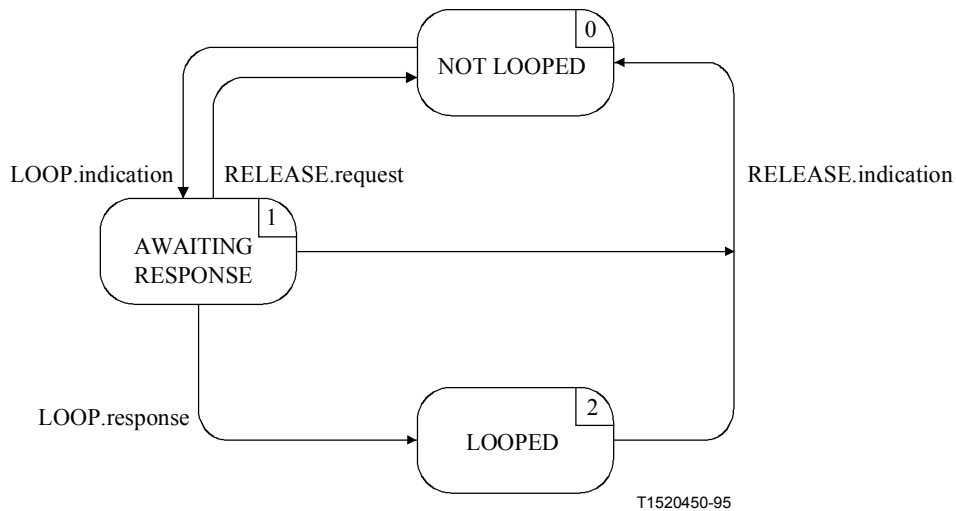 0
NOT LOOPED
LOOP.indication
RELEASE.request
RELEASE.indication
1
AWAITING
RESPONSE
LOOP.response
2
LOOPED
T1520450-95